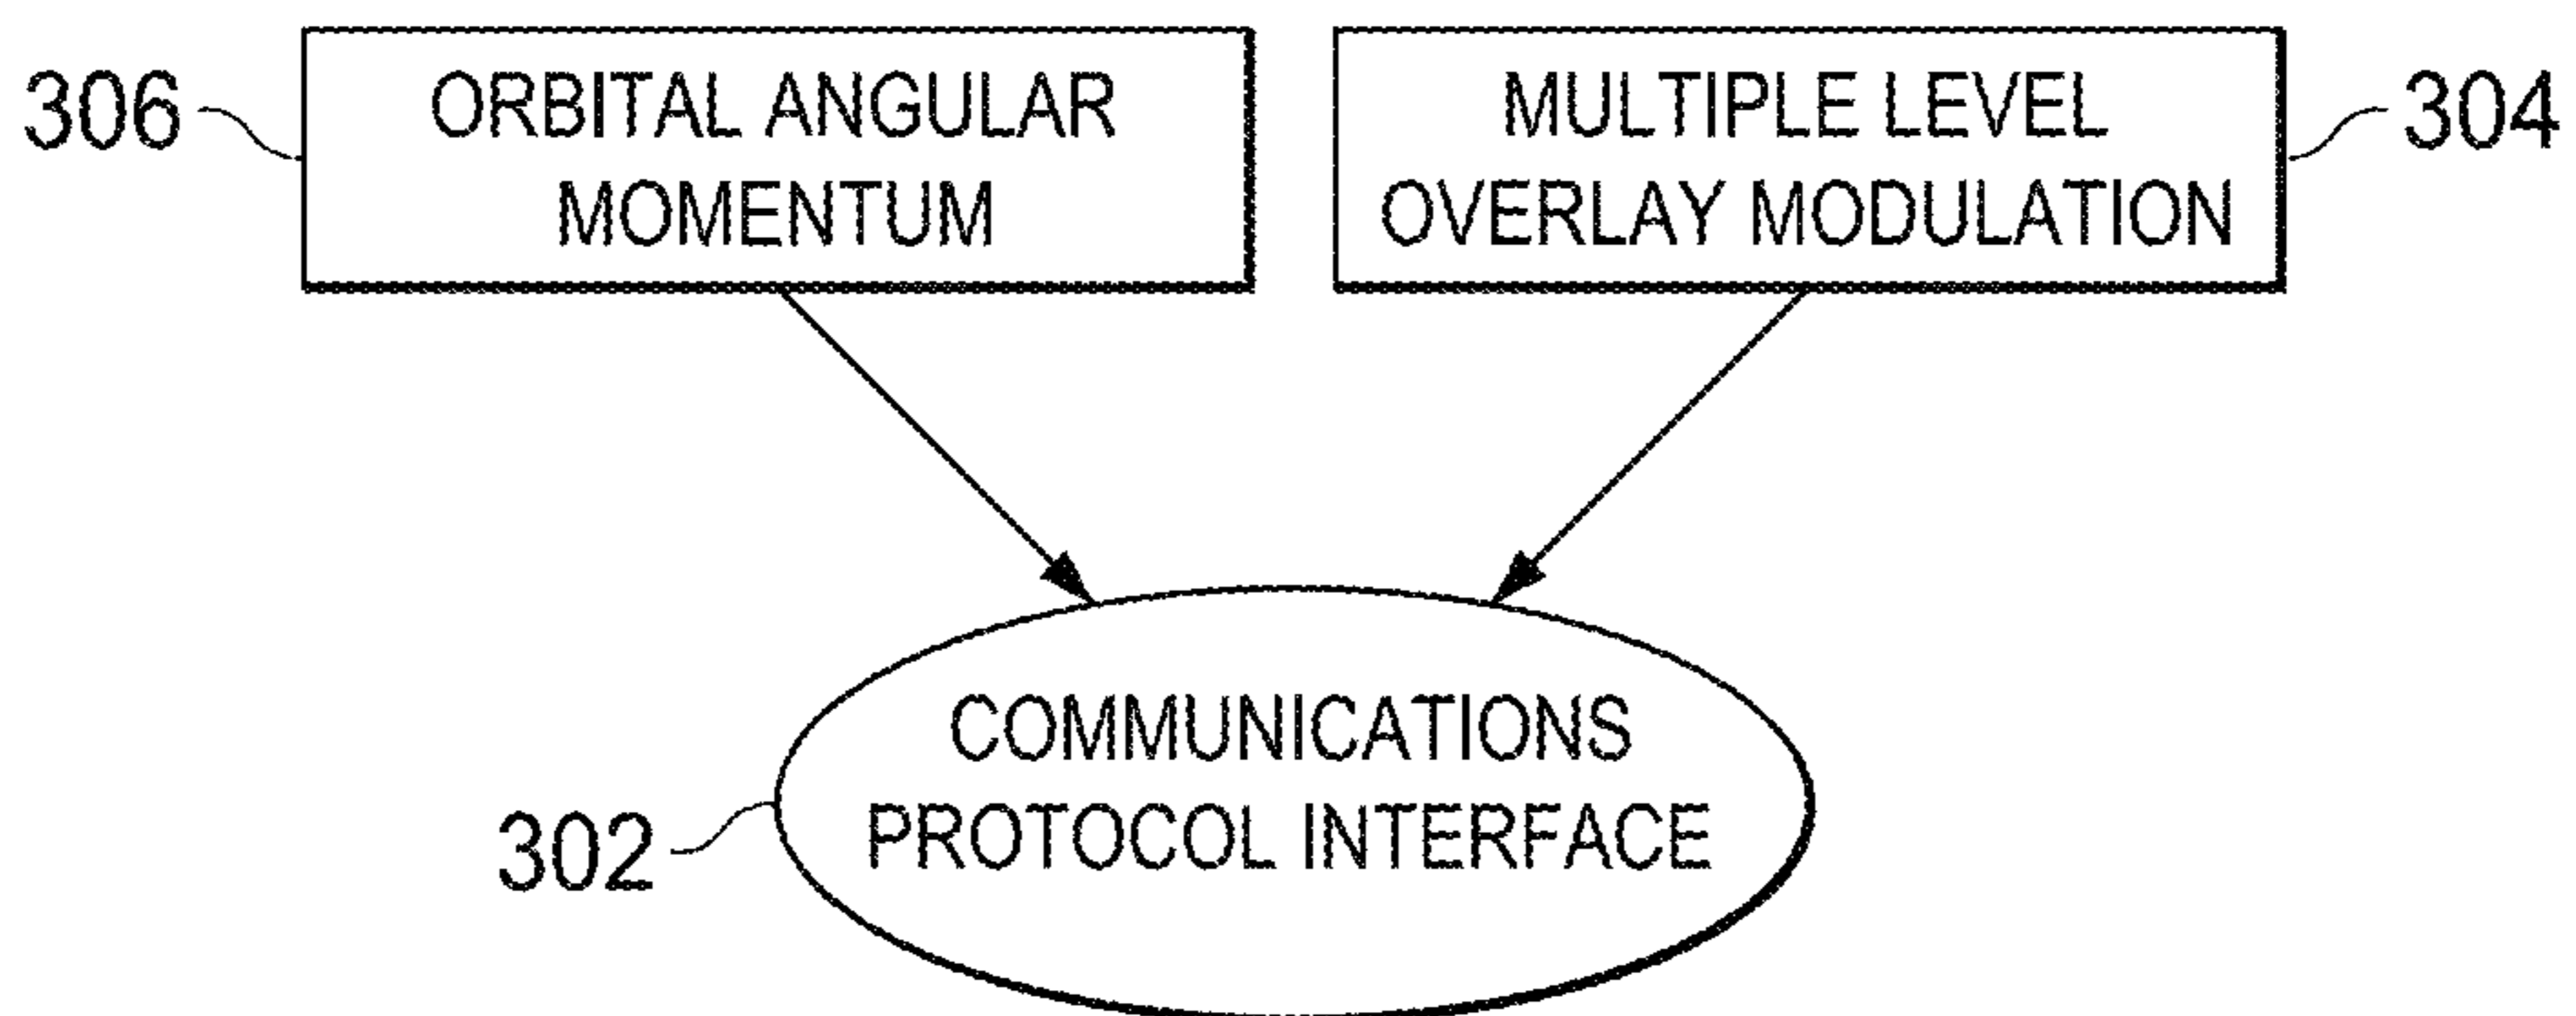 306
ORBITAL ANGULAR
MOMENTUM
MULTIPLE LEVEL
OVERLAY MODULATION
304
COMMUNICATIONS
PROTOCOL INTERFACE
302